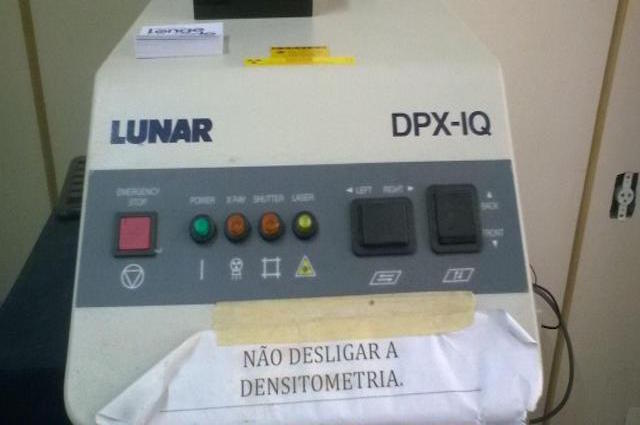 LUNAR
DPX-IQ
EMERGENCY
STOP
POWER X RAY SHUTTER LASER
◄ LEFT RIGHT ►
▲
BACK
FRONT
▼
NÃO DESLIGAR A
DENSITOMETRIA.